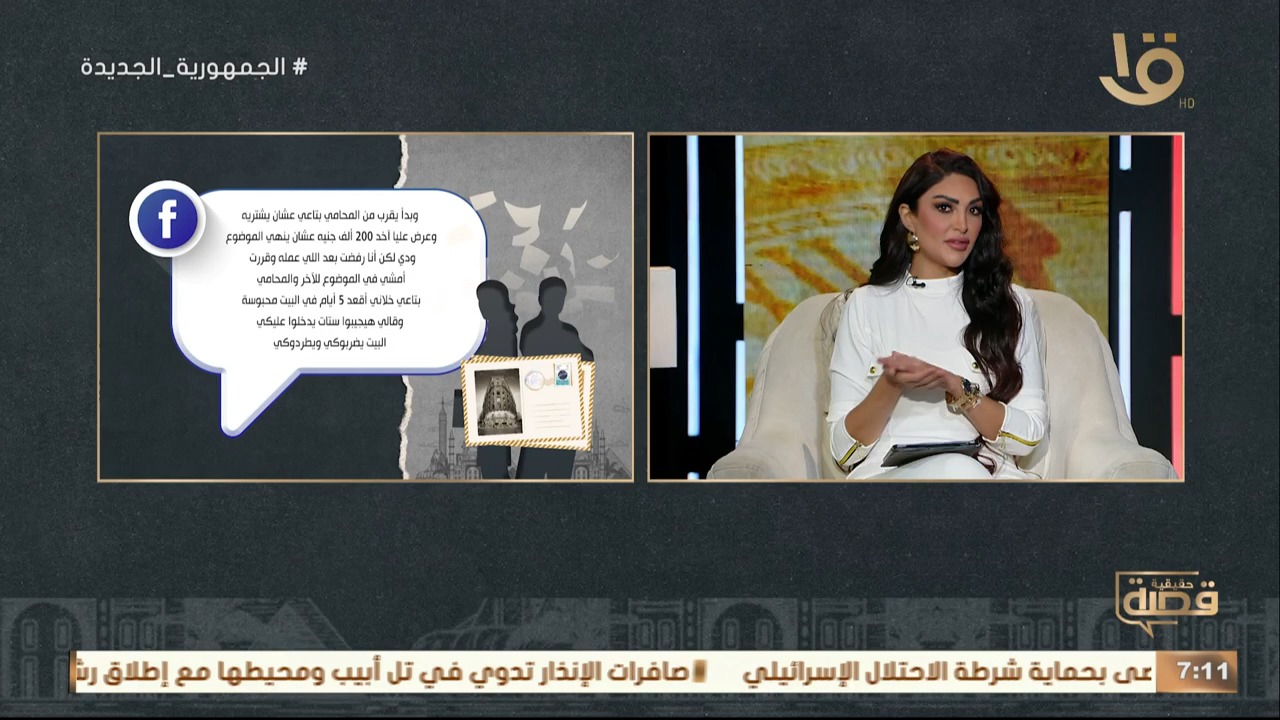 # الجمهورية_الجديدة
HD
f
وبدأ يقرب من المحامي بتاعي عشان يشتريه
وعرض عليا أخد 200 ألف جنيه عشان ينهي الموضوع
ودي لكن أنا رفضت بعد اللي عمله وقررت
أمشي في الموضوع للآخر والمحامي
بتاعي خلاني أقعد 5 أيام في البيت محبوسة
وقالي هيجيبوا ستات يدخلوا عليكي
البيت يضربوكي ويطردوكي
قصة
حقيقية
7:11
بحماية شرطة الاحتلال الإسرائيلي
صافرات الإنذار تدوي في تل أبيب ومحيطها مع إطلاق